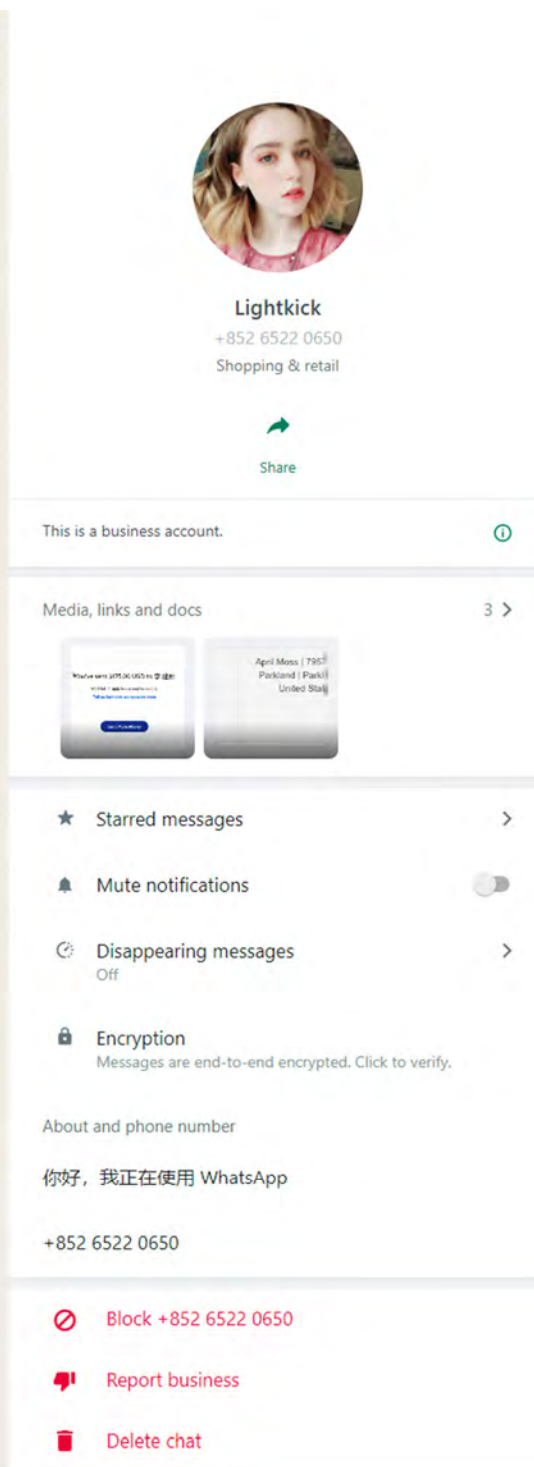 Lightkick
+852 6522 0650
Shopping & retail
Share
This is a business account.
Media, links and docs
3
April Moss | 7957
Parkland | Parkl
United Stat
Starred messages
Mute notifications
Disappearing messages
Off
Encryption
Messages are end-to-end encrypted. Click to verify.
About and phone number
你好，我正在使用 WhatsApp
+852 6522 0650
Block +852 6522 0650
Report business
Delete chat